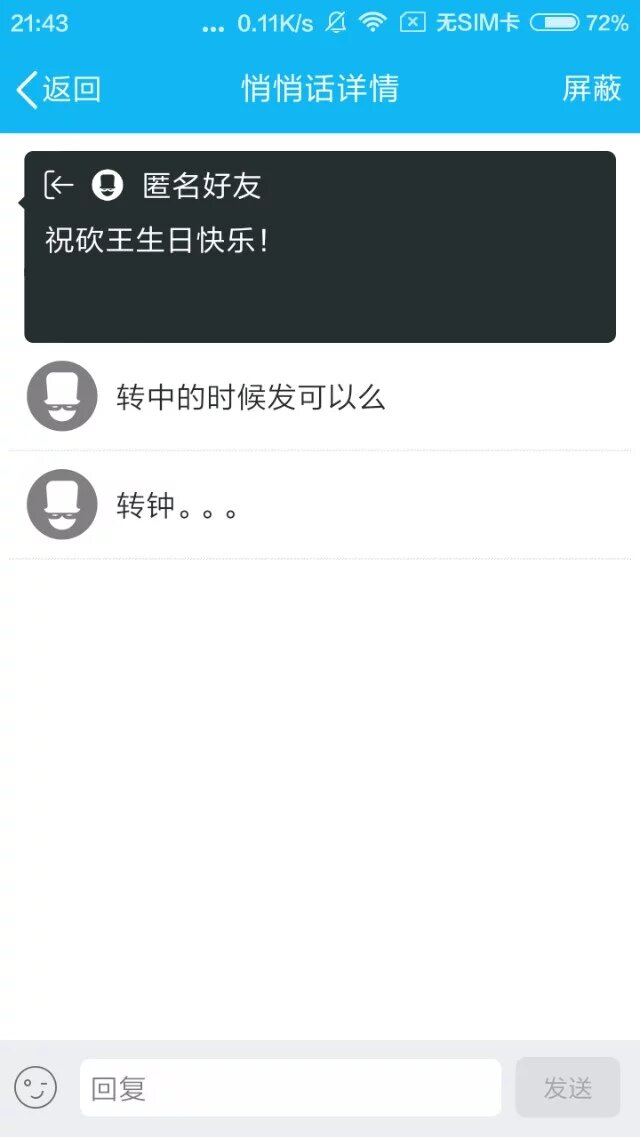 21:43 ... 0.11K/s 无SIM卡 72%
返回 悄悄话详情 屏蔽
匿名好友
祝砍王生日快乐！
转中的时候发可以么
转钟。。。
回复 发送